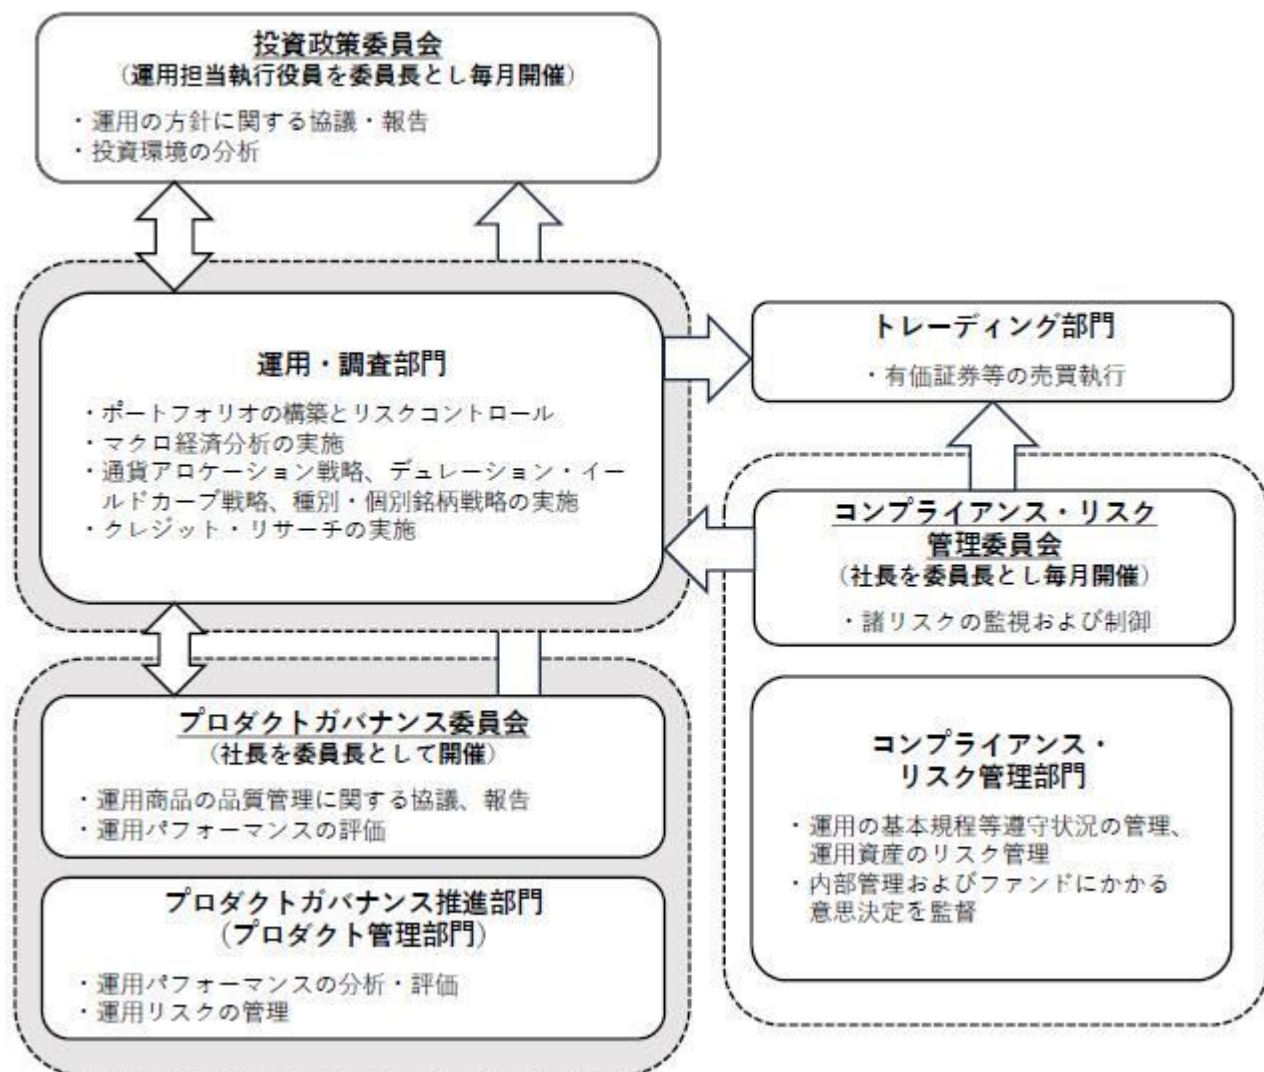 投資政策委員会
（運用担当執行役員を委員長とし毎月開催）
・運用の方針に関する協議・報告
・投資環境の分析
運用・調査部門
・ポートフォリオの構築とリスクコントロール
・マクロ経済分析の実施
・通貨アロケーション戦略、デュレーション・イー
ルドカーブ戦略、種別・個別銘柄戦略の実施
・クレジット・リサーチの実施
トレーディング部門
・有価証券等の売買執行
コンプライアンス・リスク
管理委員会
（社長を委員長とし毎月開催）
・諸リスクの監視および制御
プロダクトガバナンス委員会
（社長を委員長として開催）
・運用商品の品質管理に関する協議、報告
・運用パフォーマンスの評価
プロダクトガバナンス推進部門
（プロダクト管理部門）
・運用パフォーマンスの分析・評価
・運用リスクの管理
コンプライアンス・
リスク管理部門
・運用の基本規程等遵守状況の管理、
運用資産のリスク管理
・内部管理およびファンドにかかる
意思決定を監督